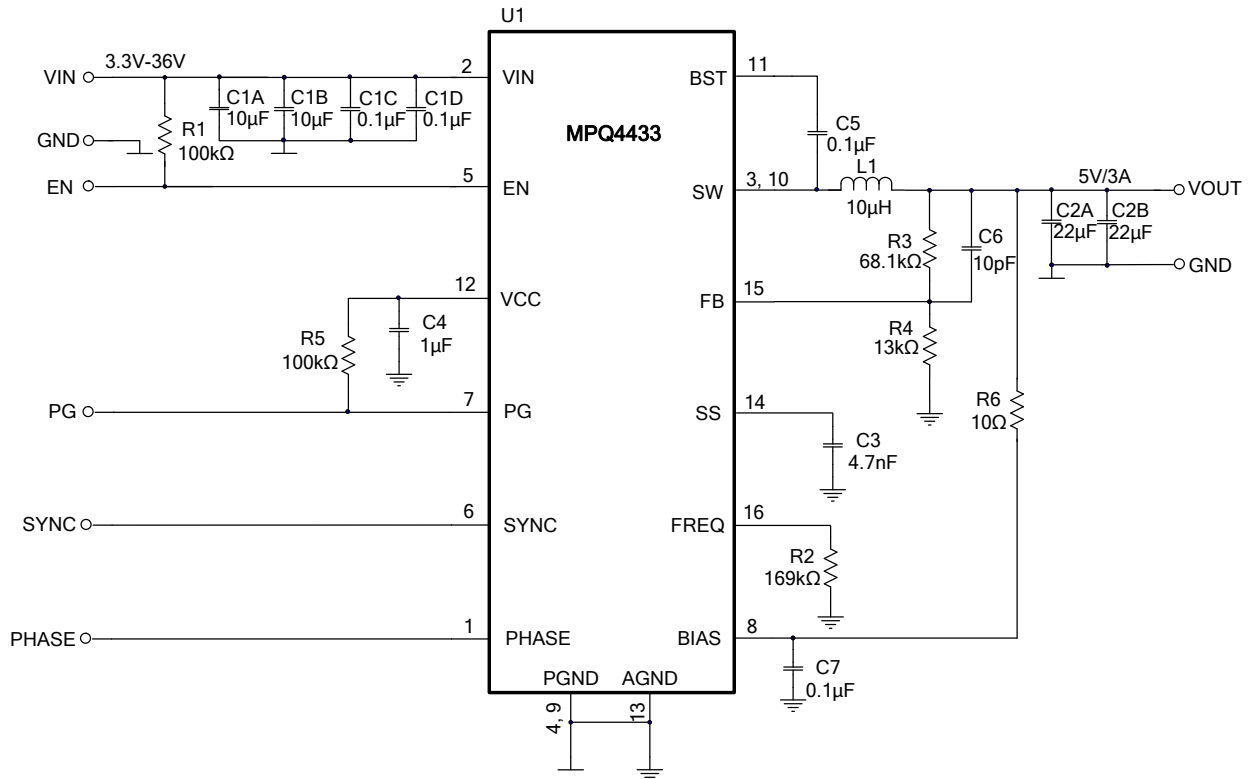 U1
VIN
3.3V-36V
2
VIN
C1A
10µF
C1B
10µF
C1C
0.1µF
C1D
0.1µF
GND
R1
100kΩ
EN
5
EN
MPQ4433
BST
11
C5
0.1µF
SW
3, 10
L1
10µH
5V/3A
VOUT
C2A
22µF
C2B
22µF
GND
R3
68.1kΩ
C6
10pF
12
VCC
C4
1µF
R5
100kΩ
FB
15
R4
13kΩ
PG
7
PG
SS
14
C3
4.7nF
R6
10Ω
SYNC
6
SYNC
FREQ
16
R2
169kΩ
PHASE
1
PHASE
BIAS
8
C7
0.1µF
PGND
AGND
4, 9
13